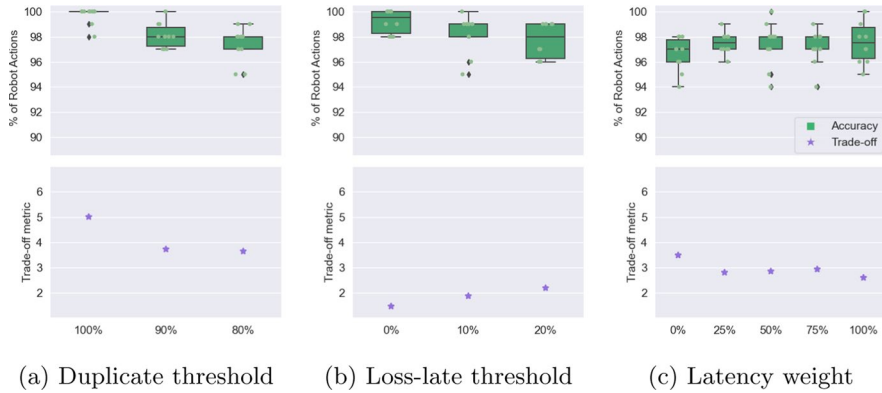 % of Robot Actions
100
98
96
94
92
90
Trade-off metric
6
5
4
3
2
100% 90% 80%
(a) Duplicate threshold
% of Robot Actions
100
98
96
94
92
90
Trade-off metric
6
5
4
3
2
0% 10% 20%
(b) Loss-late threshold
% of Robot Actions
100
98
96
94
92
90
Accuracy
Trade-off
Trade-off metric
6
5
4
3
2
0% 25% 50% 75% 100%
(c) Latency weight